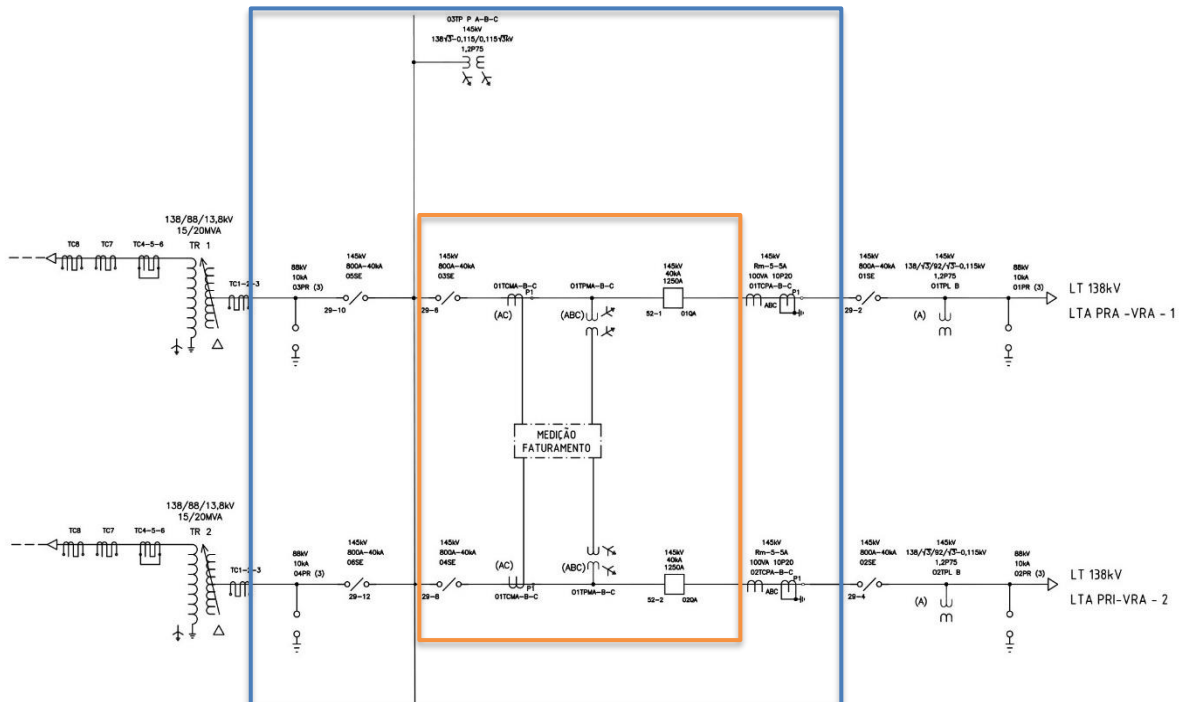 03TP P A-B-C
145kV
138√3-0,115/0,115√3kV
1,2P75
138/88/13,8kV
15/20MVA
TR 1
TC8
TC7
TC4-5-6
TC1-2-3
88kV
10kA
03PR (3)
145kV
800A-40kA
05SE
29-10
145kV
800A-40kA
03SE
29-6
01TCMA-B-C
P1
(AC)
01TPMA-B-C
(ABC)
145kV
40kA
1250A
52-1
01QA
145kV
Rm-5-5A
100VA 10P20
01TCPA-B-C
P1
ABC
145kV
800A-40kA
01SE
29-2
145kV
138/√3/92/√3-0,115kV
1,2P75
01TPL B
(A)
88kV
10kA
01PR (3)
LT 138kV
LTA PRA -VRA - 1
MEDIÇÃO
FATURAMENTO
138/88/13,8kV
15/20MVA
TR 2
TC8
TC7
TC4-5-6
TC1-2-3
88kV
10kA
04PR (3)
145kV
800A-40kA
06SE
29-12
145kV
800A-40kA
04SE
29-8
(AC)
P1
01TCMA-B-C
(ABC)
01TPMA-B-C
145kV
40kA
1250A
52-2
02QA
145kV
Rm-5-5A
100VA 10P20
02TCPA-B-C
P1
ABC
145kV
800A-40kA
02SE
29-4
145kV
138/√3/92/√3-0,115kV
1,2P75
02TPL B
(A)
88kV
10kA
02PR (3)
LT 138kV
LTA PRI-VRA - 2